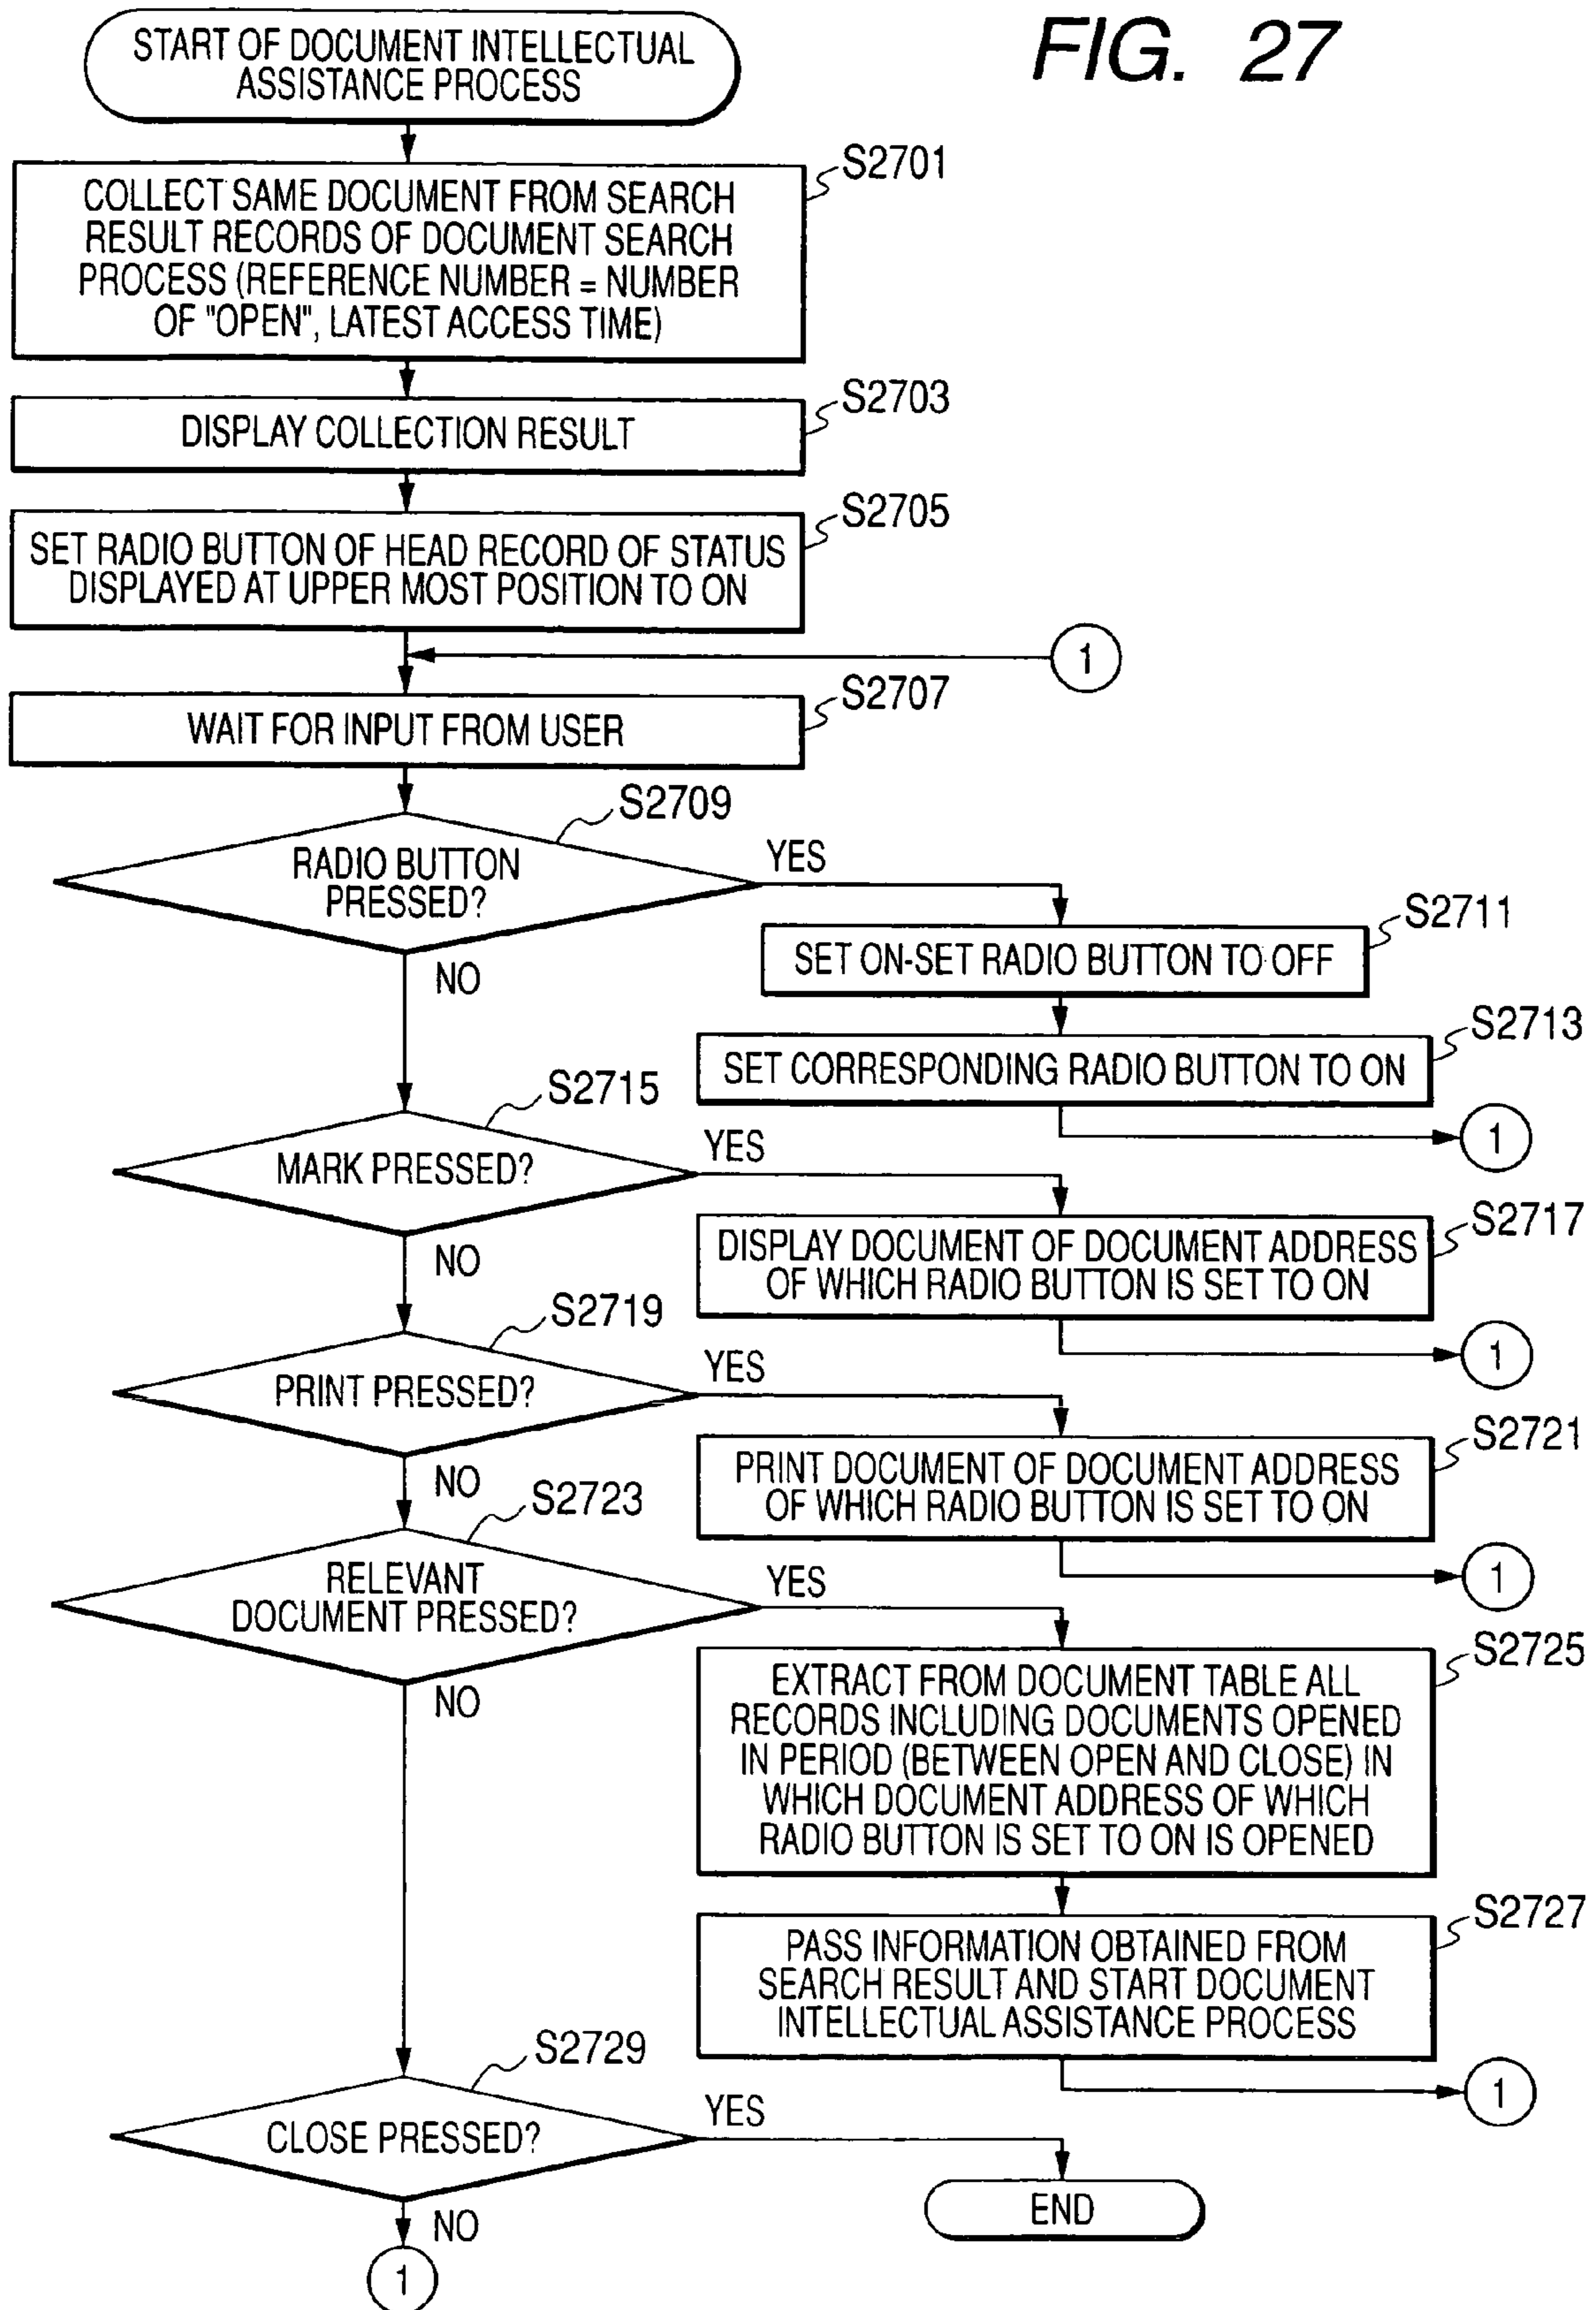 FIG. 27
START OF DOCUMENT INTELLECTUAL
ASSISTANCE PROCESS
S2701
COLLECT SAME DOCUMENT FROM SEARCH
RESULT RECORDS OF DOCUMENT SEARCH
PROCESS (REFERENCE NUMBER = NUMBER
OF "OPEN", LATEST ACCESS TIME)
S2703
DISPLAY COLLECTION RESULT
S2705
SET RADIO BUTTON OF HEAD RECORD OF STATUS
DISPLAYED AT UPPER MOST POSITION TO ON
1
S2707
WAIT FOR INPUT FROM USER
S2709
RADIO BUTTON
PRESSED?
YES
NO
S2711
SET ON-SET RADIO BUTTON TO OFF
S2713
SET CORRESPONDING RADIO BUTTON TO ON
1
S2715
MARK PRESSED?
YES
NO
S2717
DISPLAY DOCUMENT OF DOCUMENT ADDRESS
OF WHICH RADIO BUTTON IS SET TO ON
1
S2719
PRINT PRESSED?
YES
NO
S2721
PRINT DOCUMENT OF DOCUMENT ADDRESS
OF WHICH RADIO BUTTON IS SET TO ON
1
S2723
RELEVANT
DOCUMENT PRESSED?
YES
NO
S2725
EXTRACT FROM DOCUMENT TABLE ALL
RECORDS INCLUDING DOCUMENTS OPENED
IN PERIOD (BETWEEN OPEN AND CLOSE) IN
WHICH DOCUMENT ADDRESS OF WHICH
RADIO BUTTON IS SET TO ON IS OPENED
S2727
PASS INFORMATION OBTAINED FROM
SEARCH RESULT AND START DOCUMENT
INTELLECTUAL ASSISTANCE PROCESS
1
S2729
CLOSE PRESSED?
YES
NO
END
1